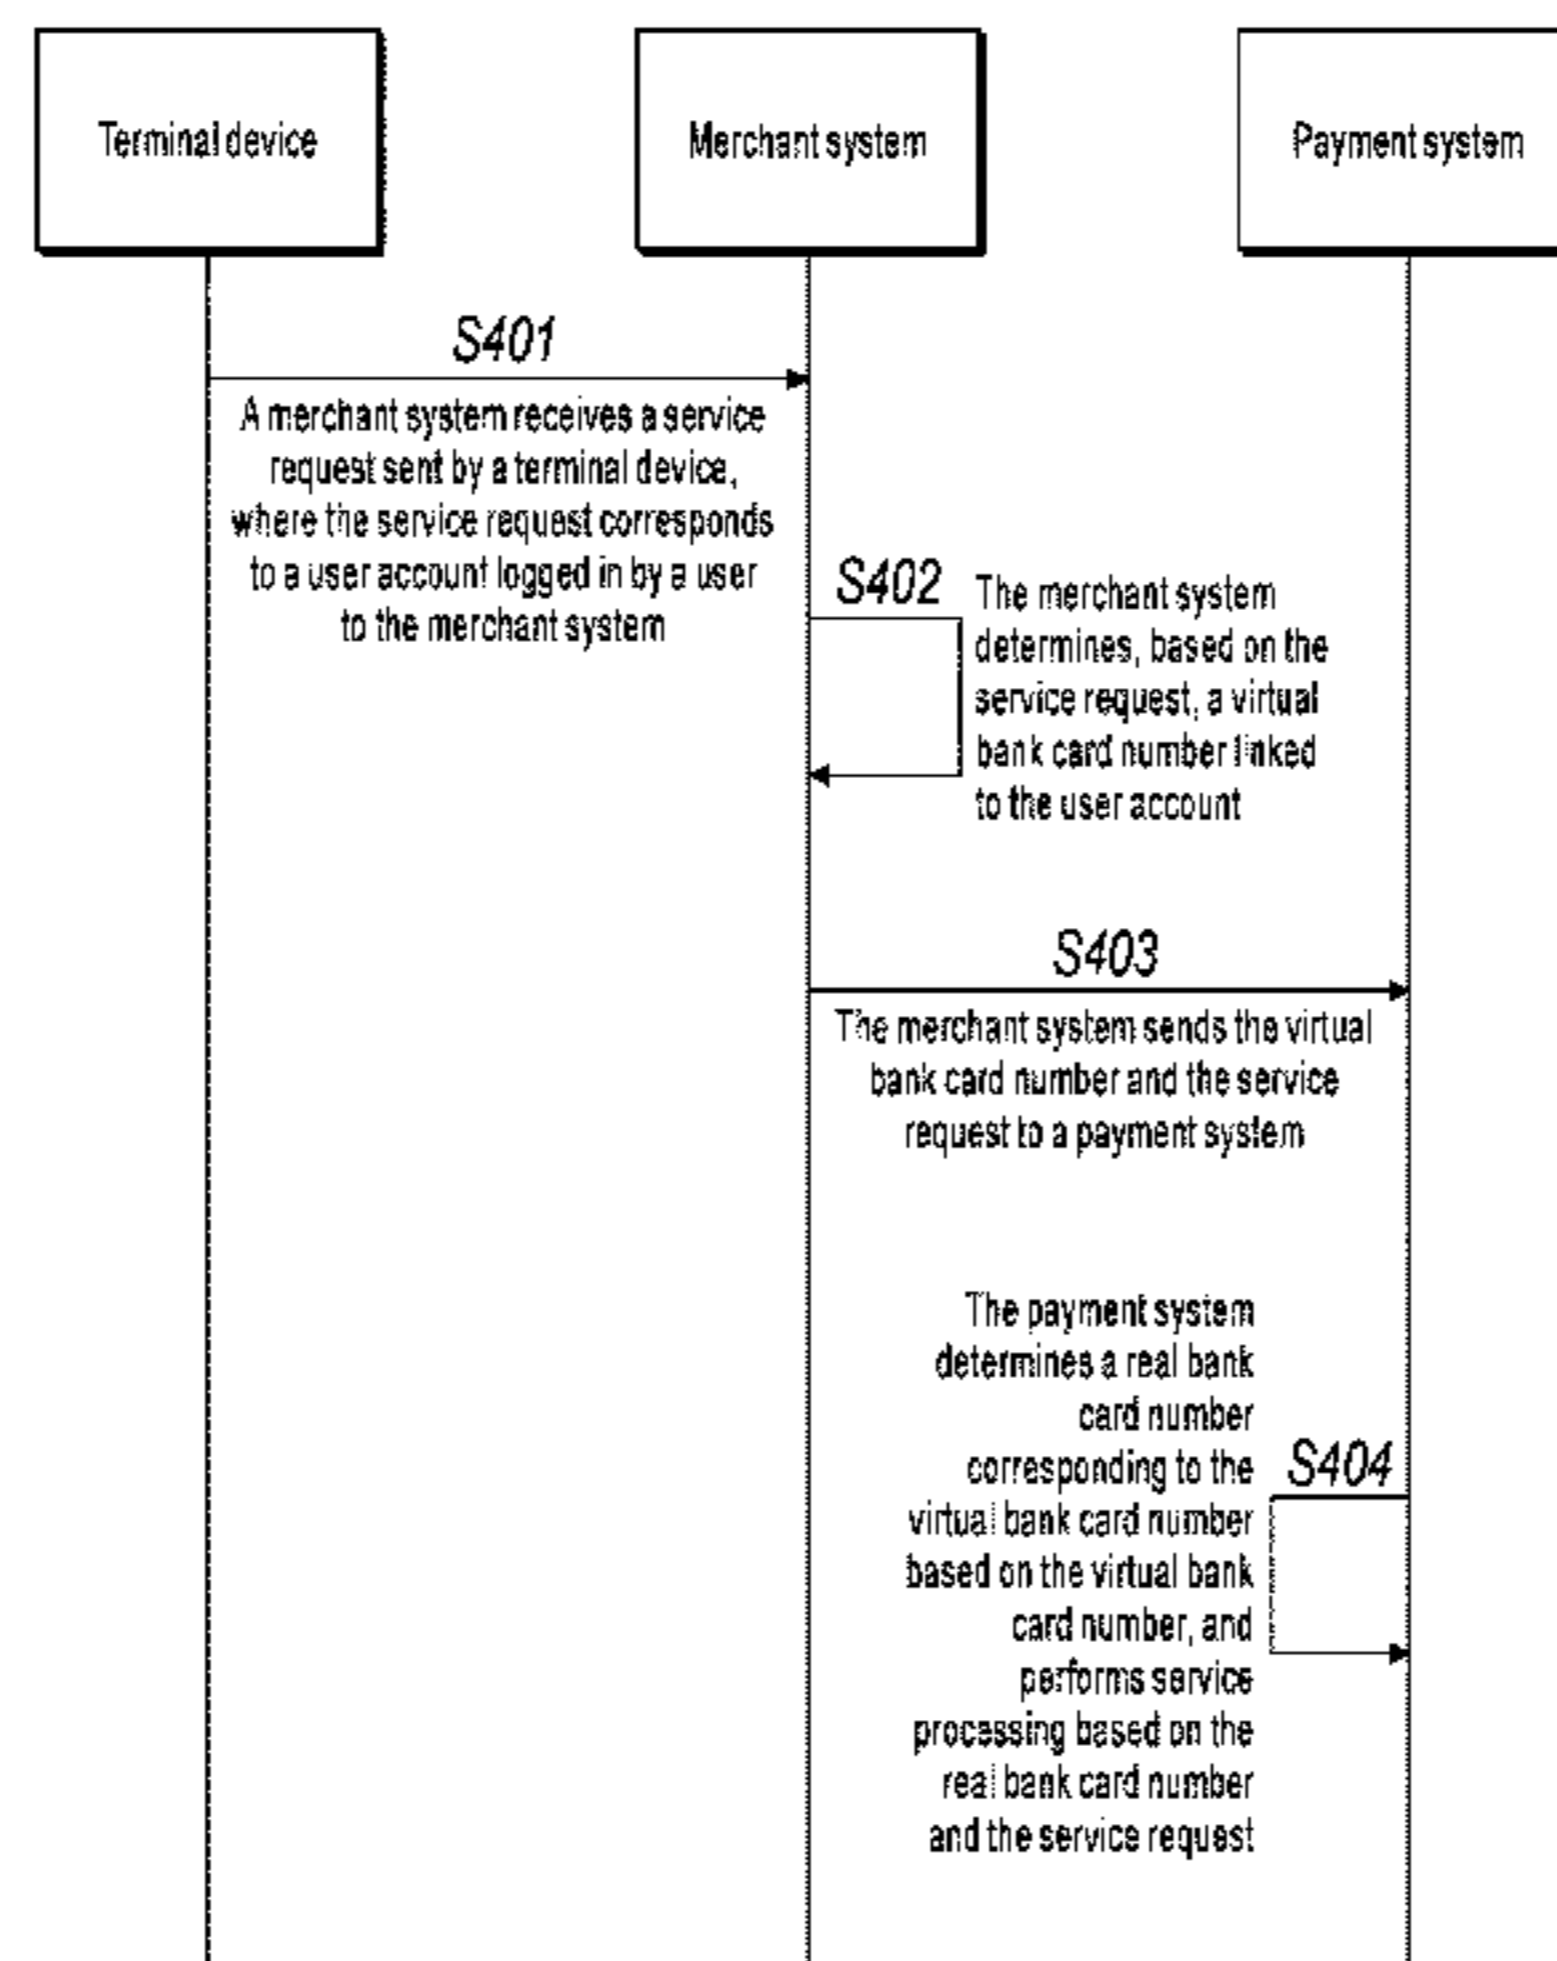 Terminal device
Merchant system
Payment system
S401
A merchant system receives a service
request sent by a terminal device,
where the service request corresponds
to a user account logged in by a user
to the merchant system
S402
The merchant system
determines, based on the
service request, a virtual
bank card number linked
to the user account
S403
The merchant system sends the virtual
bank card number and the service
request to a payment system
The payment system
determines a real bank
card number
corresponding to the
virtual bank card number
based on the virtual bank
card number, and
performs service
processing based on the
real bank card number
and the service request
S404